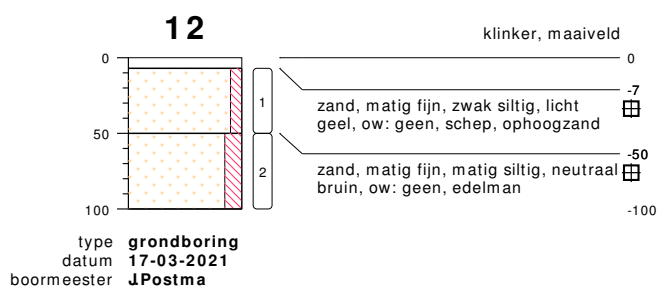 12
klinker, maaiveld
0
0
-7
1
zand, matig fijn, zwak siltig, licht
geel, ow: geen, schep, ophoogzand
50
-50
2
zand, matig fijn, matig siltig, neutraal
bruin, ow: geen, edelman
100
-100
type grondboring
datum 17-03-2021
boormeester J.Postma